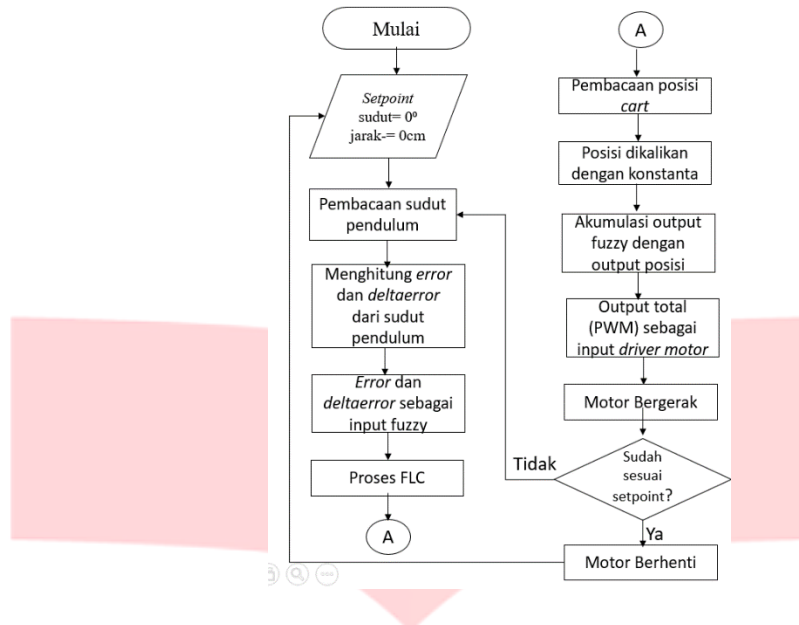 Mulai
Setpoint
sudut= 0°
jarak-= 0cm
Pembacaan sudut
pendulum
Menghitung error
dan deltaerror
dari sudut
pendulum
Error dan
deltaerror sebagai
input fuzzy
Proses FLC
A
A
Pembacaan posisi
cart
Posisi dikalikan
dengan konstanta
Akumulasi output
fuzzy dengan
output posisi
Output total
(PWM) sebagai
input driver motor
Motor Bergerak
Sudah
sesuai
setpoint?
Tidak
Ya
Motor Berhenti